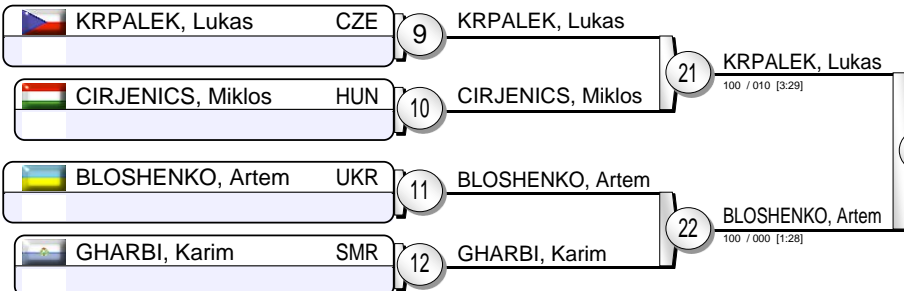 KRPALEK, Lukas CZE 9 KRPALEK, Lukas
21 KRPALEK, Lukas
100 / 010 [3:29]
CIRJENICS, Miklos HUN 10 CIRJENICS, Miklos
BLOSHENKO, Artem UKR 11 BLOSHENKO, Artem
22 BLOSHENKO, Artem
100 / 000 [1:28]
GHARBI, Karim SMR 12 GHARBI, Karim